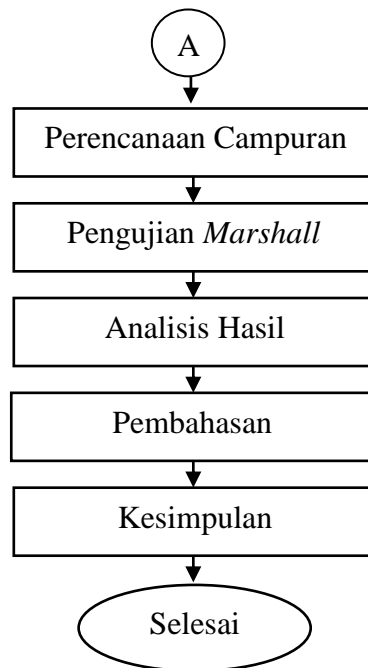 A
Perencanaan Campuran
Pengujian Marshall
Analisis Hasil
Pembahasan
Kesimpulan
Selesai